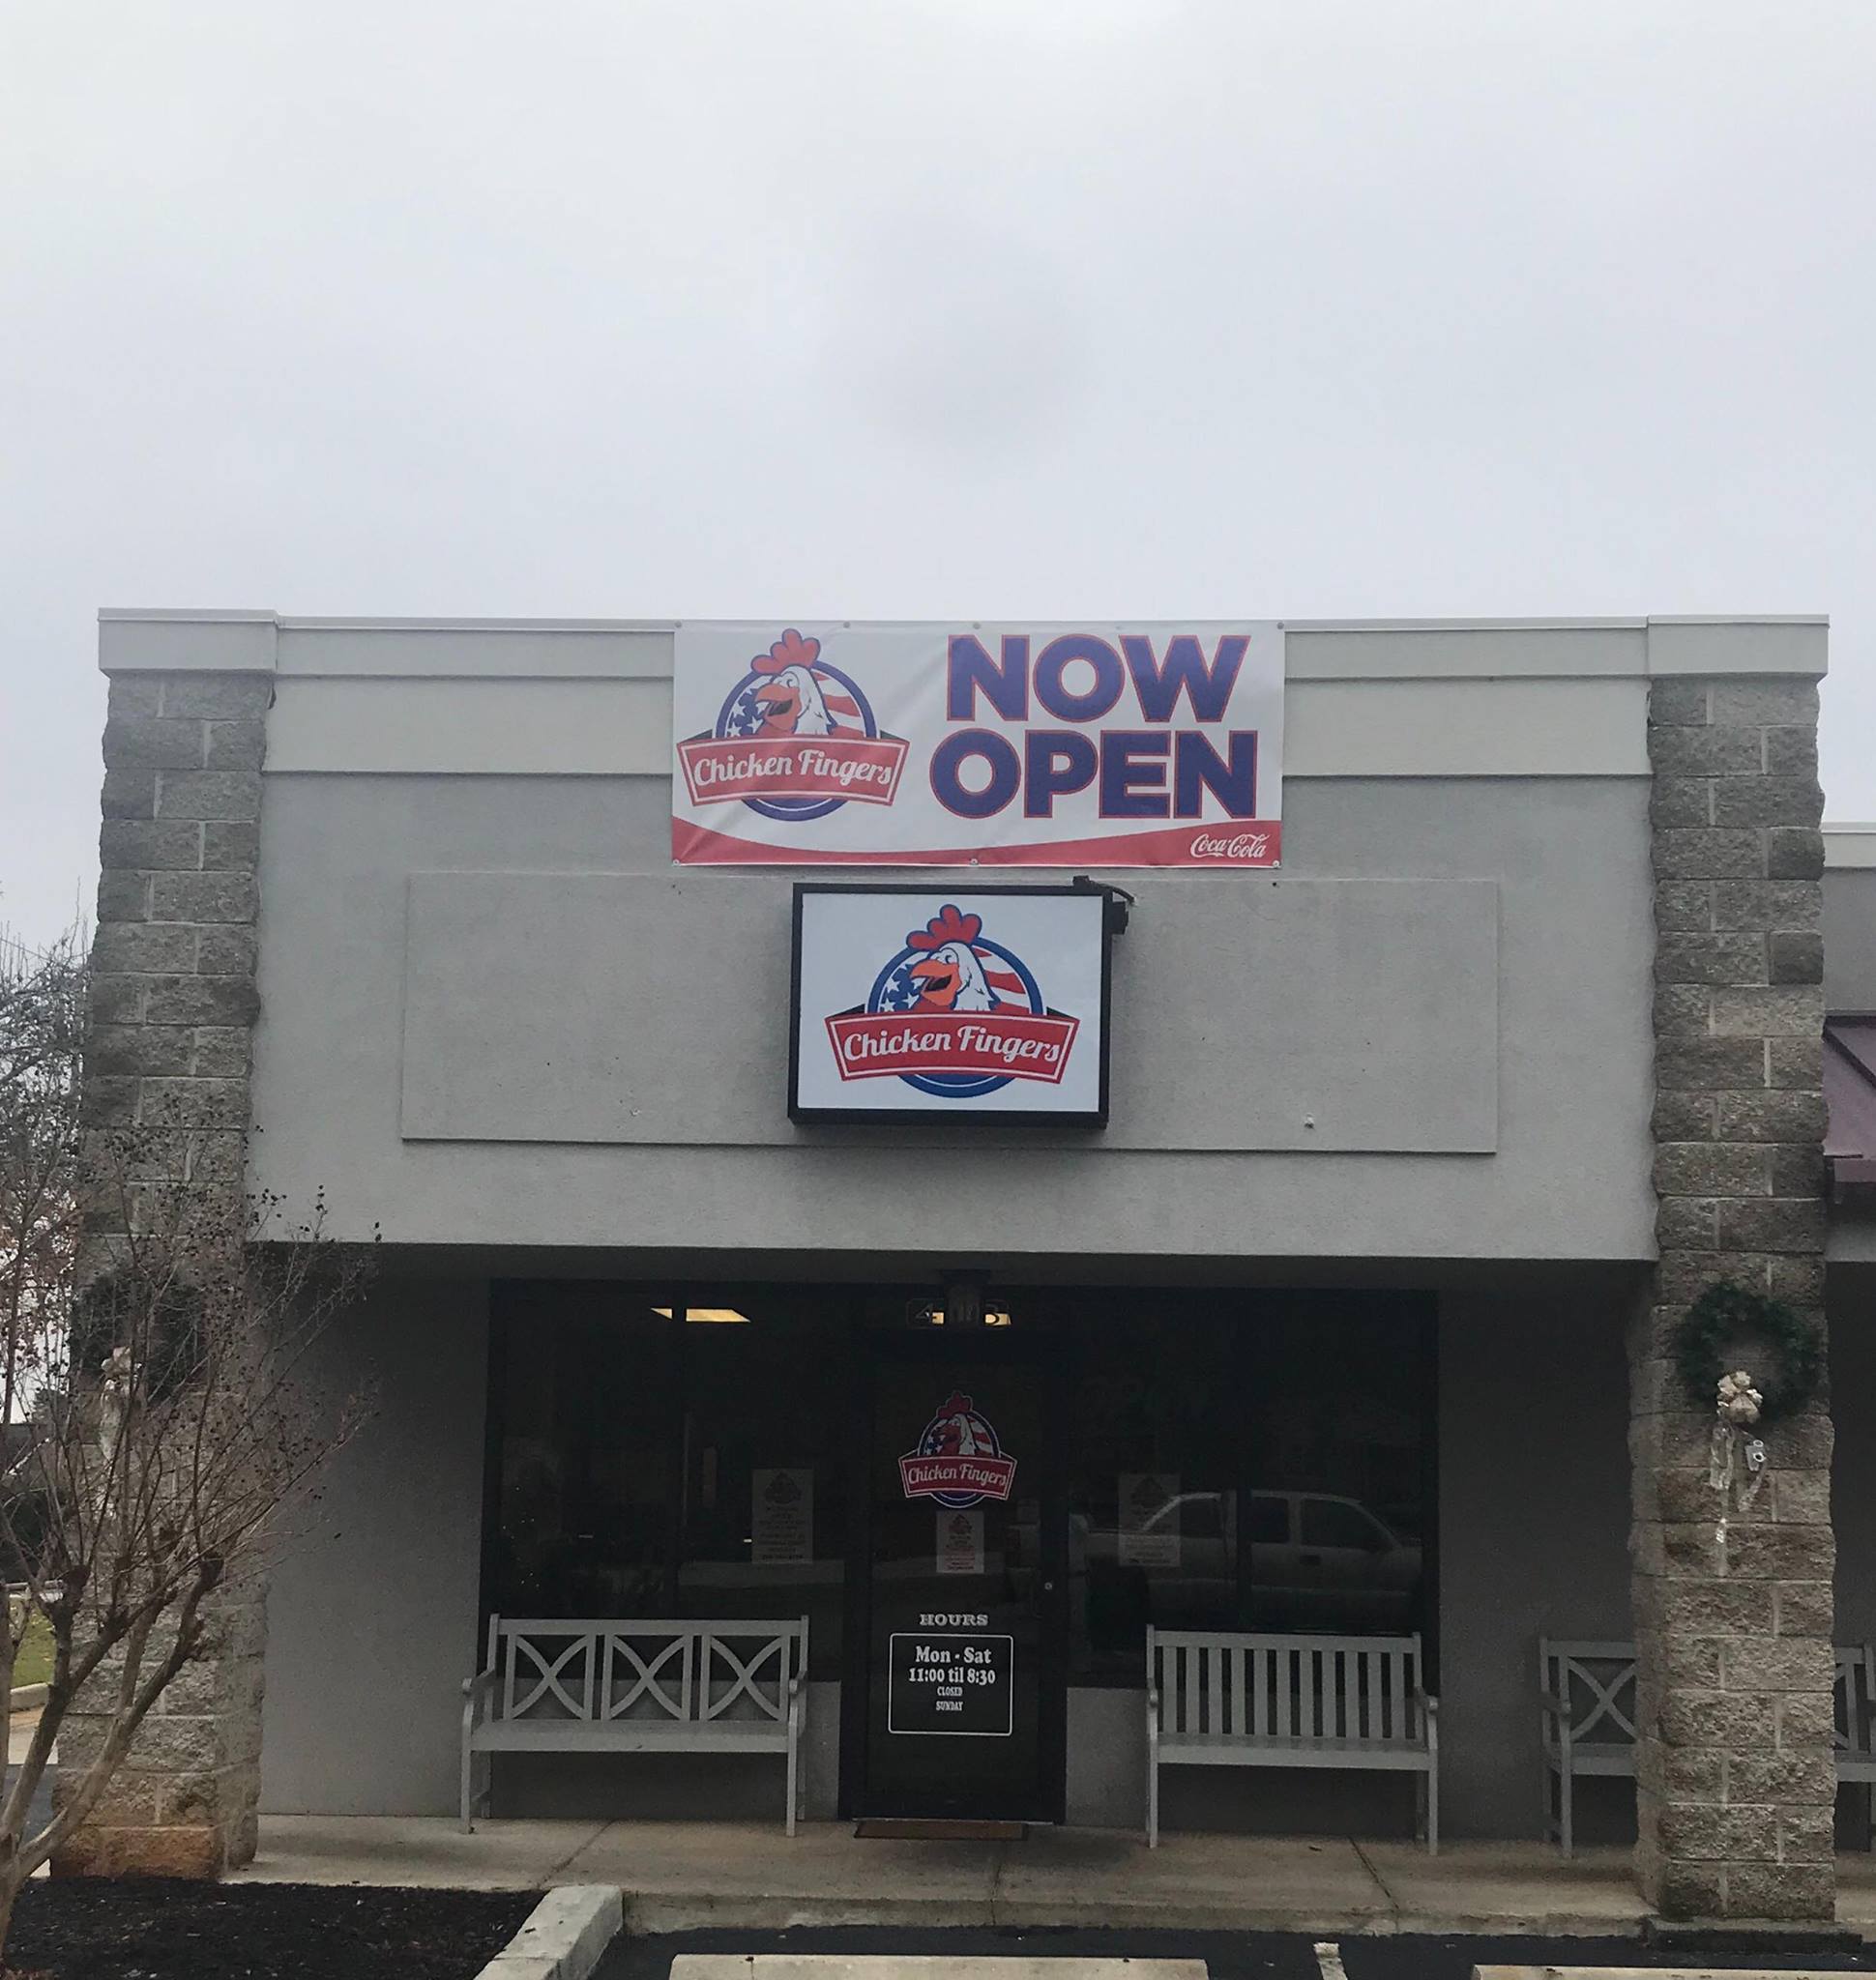 NOW
OPEN
Chicken Fingers
Coca-Cola
Chicken Fingers
Chicken Fingers
HOURS
Mon - Sat
11:00 til 8:30
CLOSED
SUNDAY